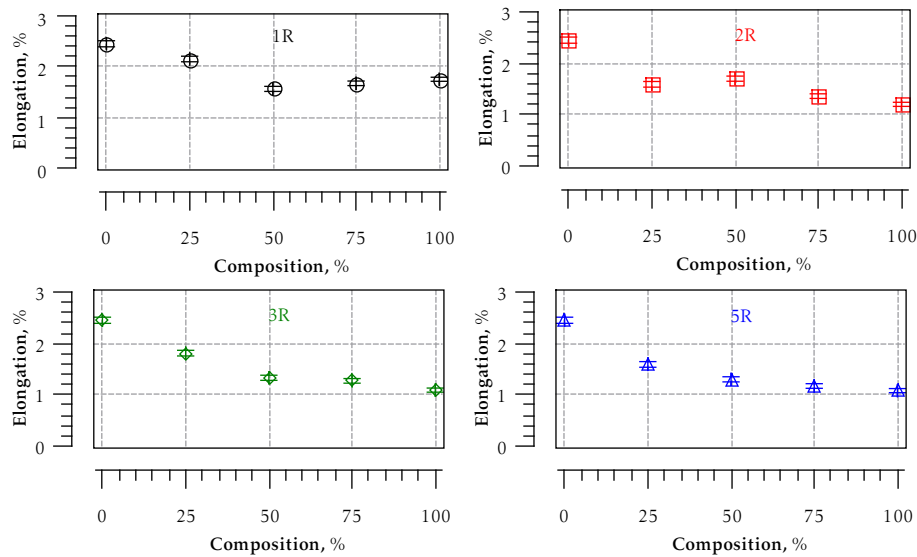 Elongation, %
3
2
1
0
1R
0 25 50 75 100
Composition, %
Elongation, %
3
2
1
0
2R
0 25 50 75 100
Composition, %
Elongation, %
3
2
1
0
3R
0 25 50 75 100
Composition, %
Elongation, %
3
2
1
0
5R
0 25 50 75 100
Composition, %